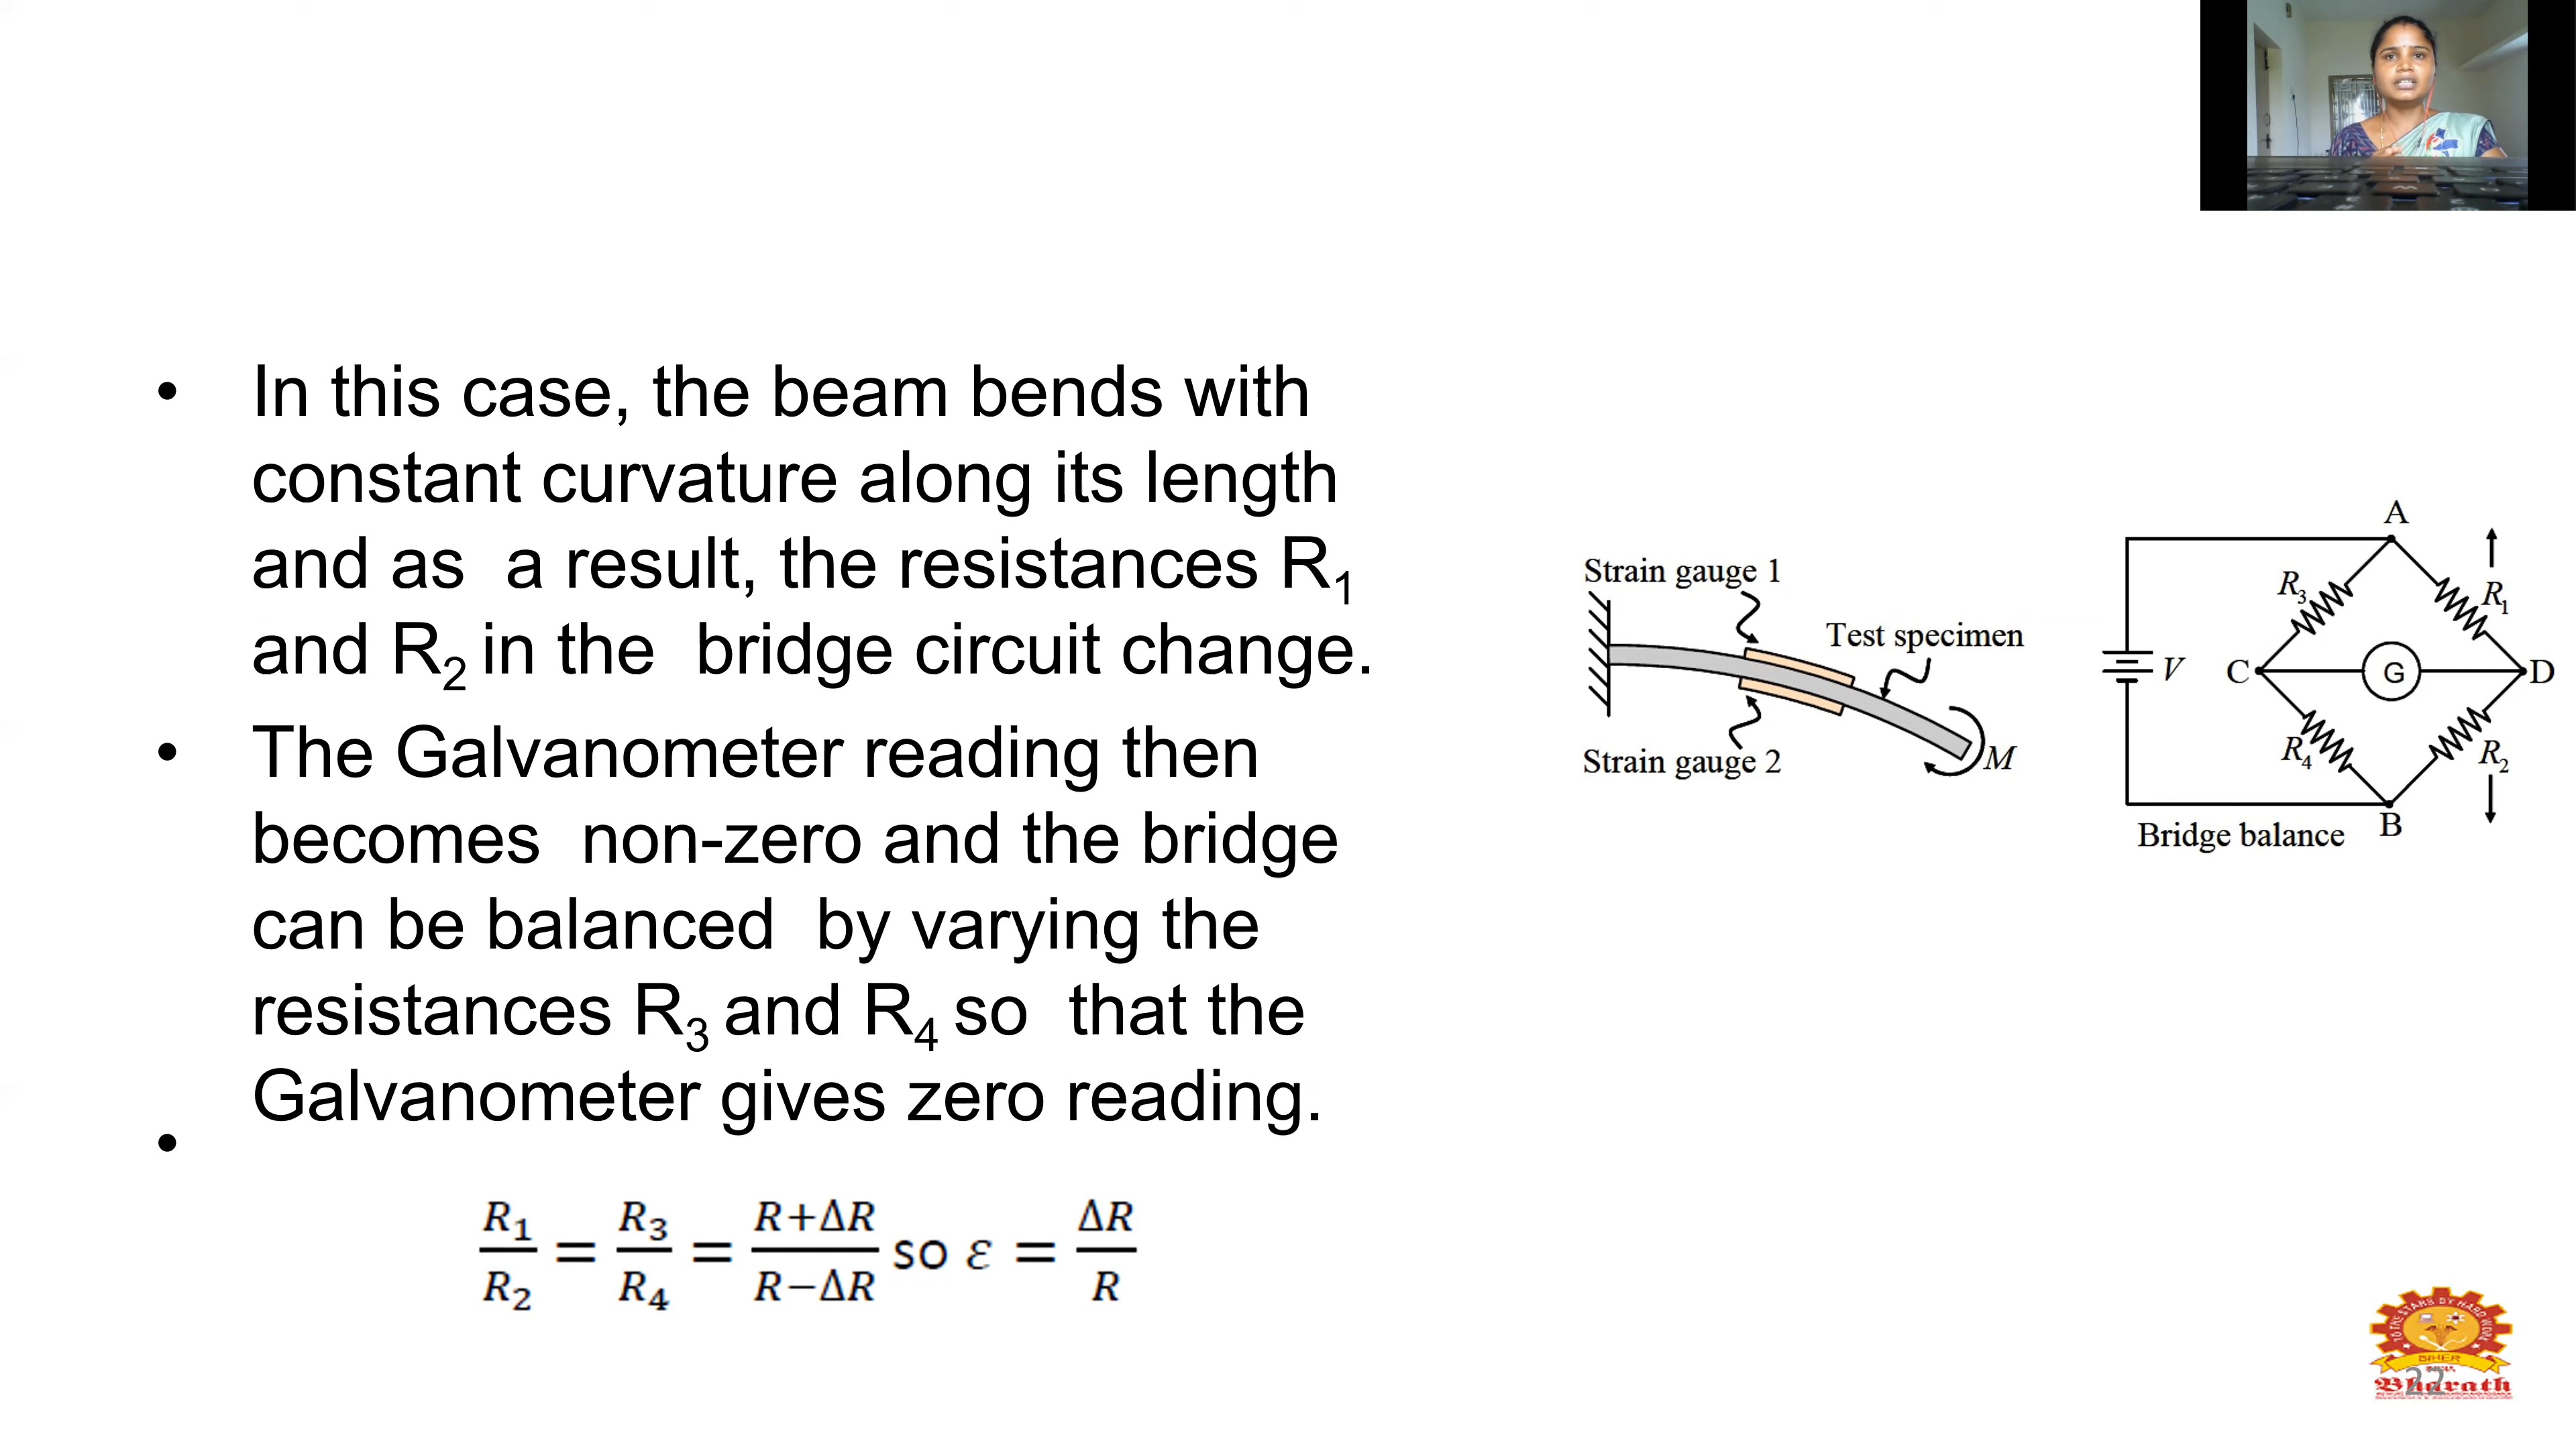 • In this case, the beam bends with
constant curvature along its length
and as a result, the resistances R₁
and R₂ in the bridge circuit change.
• The Galvanometer reading then
becomes non-zero and the bridge
can be balanced by varying the
resistances R₃ and R₄ so that the
Galvanometer gives zero reading.
•
R₁/R₂ = R₃/R₄ = R+ΔR/R−ΔR so ε = ΔR/R
Strain gauge 1
Test specimen
Strain gauge 2
M
A
R₃
R₁
V
C
G
D
R₄
R₂
B
Bridge balance
BIHER
Bharath
22